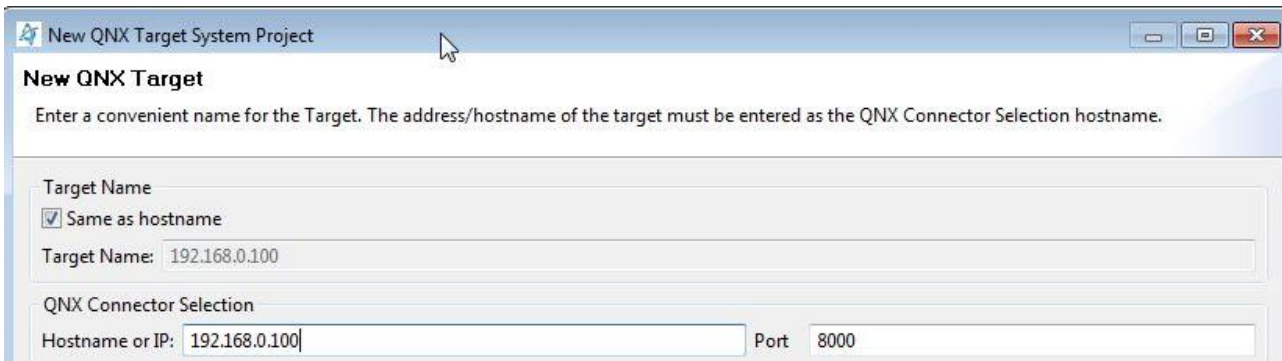 New QNX Target System Project
New QNX Target
Enter a convenient name for the Target. The address/hostname of the target must be entered as the QNX Connector Selection hostname.
Target Name
Same as hostname
Target Name: 192.168.0.100
QNX Connector Selection
Hostname or IP: 192.168.0.100 Port 8000